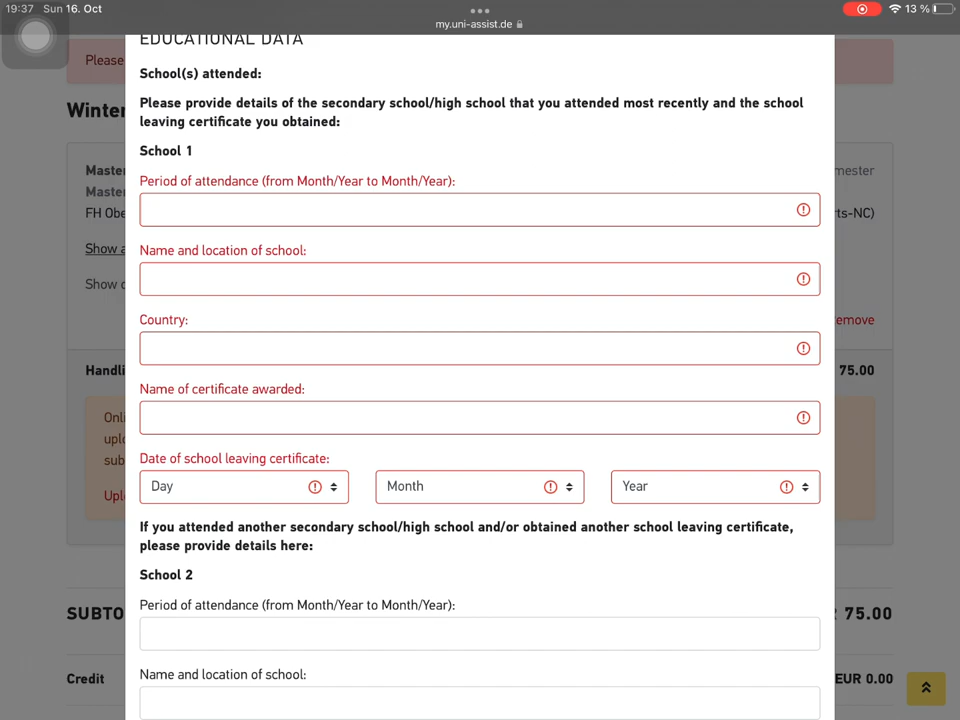 19:37 Sun 16. Oct
my.uni-assist.de
13 %
EDUCATIONAL DATA
Please
School(s) attended:
Winter
Please provide details of the secondary school/high school that you attended most recently and the school
leaving certificate you obtained:
School 1
Master
mester
Period of attendance (from Month/Year to Month/Year):
Master
FH Obe
rts-NC)
Show a
Name and location of school:
Show d
Country:
emove
Handli
75.00
Name of certificate awarded:
Onli
uplo
sub
Date of school leaving certificate:
Day
Month
Year
Uplo
If you attended another secondary school/high school and/or obtained another school leaving certificate,
please provide details here:
School 2
Period of attendance (from Month/Year to Month/Year):
SUBTO
R 75.00
Name and location of school:
Credit
EUR 0.00